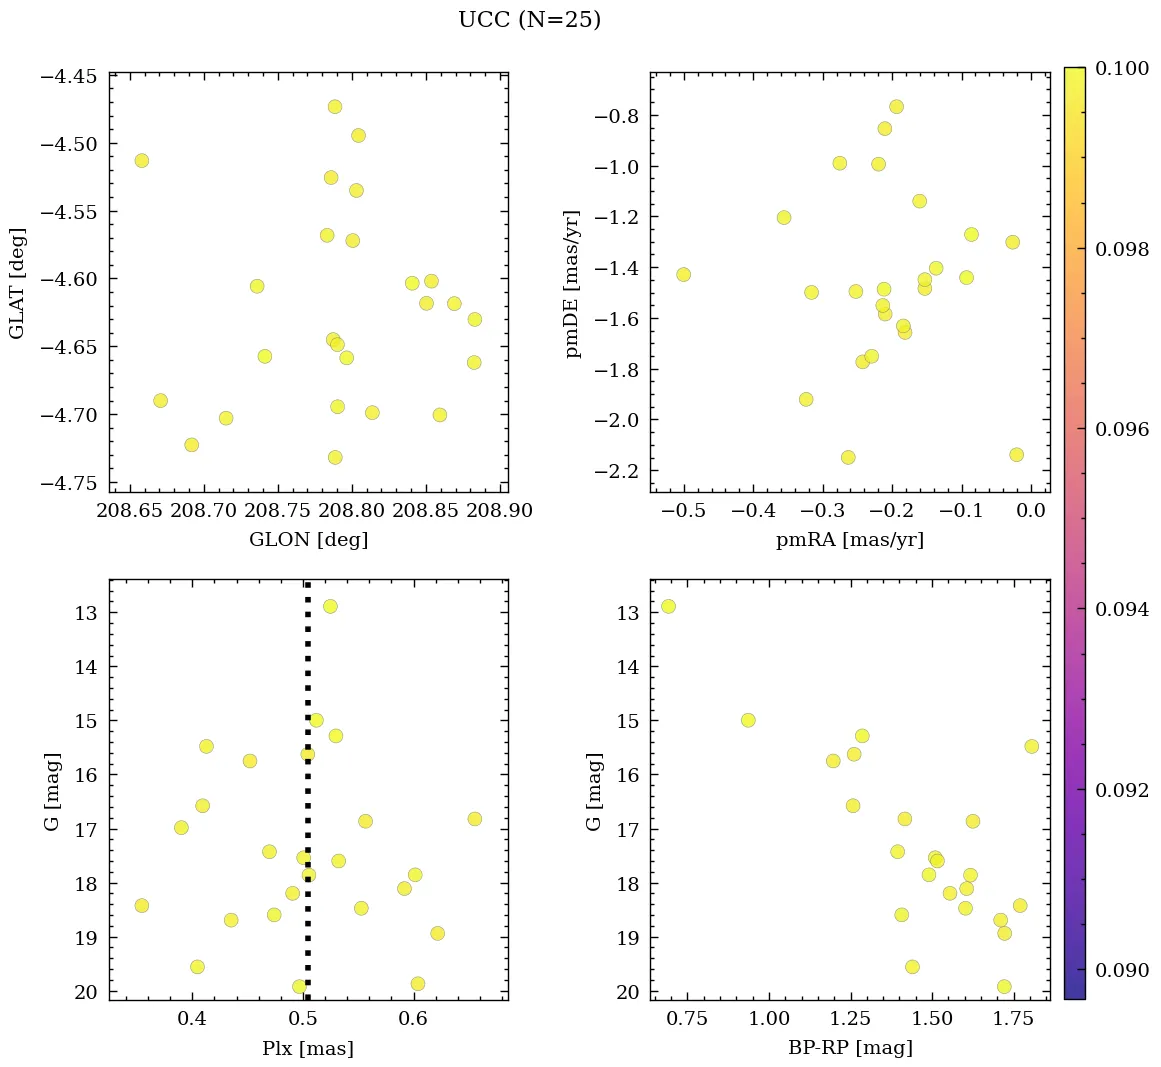 UCC (N=25)
−4.45
−4.50
−4.55
−4.60
−4.65
−4.70
−4.75
GLAT [deg]
208.65 208.70 208.75 208.80 208.85 208.90
GLON [deg]
−0.8
−1.0
−1.2
−1.4
−1.6
−1.8
−2.0
−2.2
pmDE [mas/yr]
−0.5 −0.4 −0.3 −0.2 −0.1 0.0
pmRA [mas/yr]
13
14
15
16
17
18
19
20
G [mag]
0.4 0.5 0.6
Plx [mas]
13
14
15
16
17
18
19
20
G [mag]
0.75 1.00 1.25 1.50 1.75
BP-RP [mag]
0.100
0.098
0.096
0.094
0.092
0.090